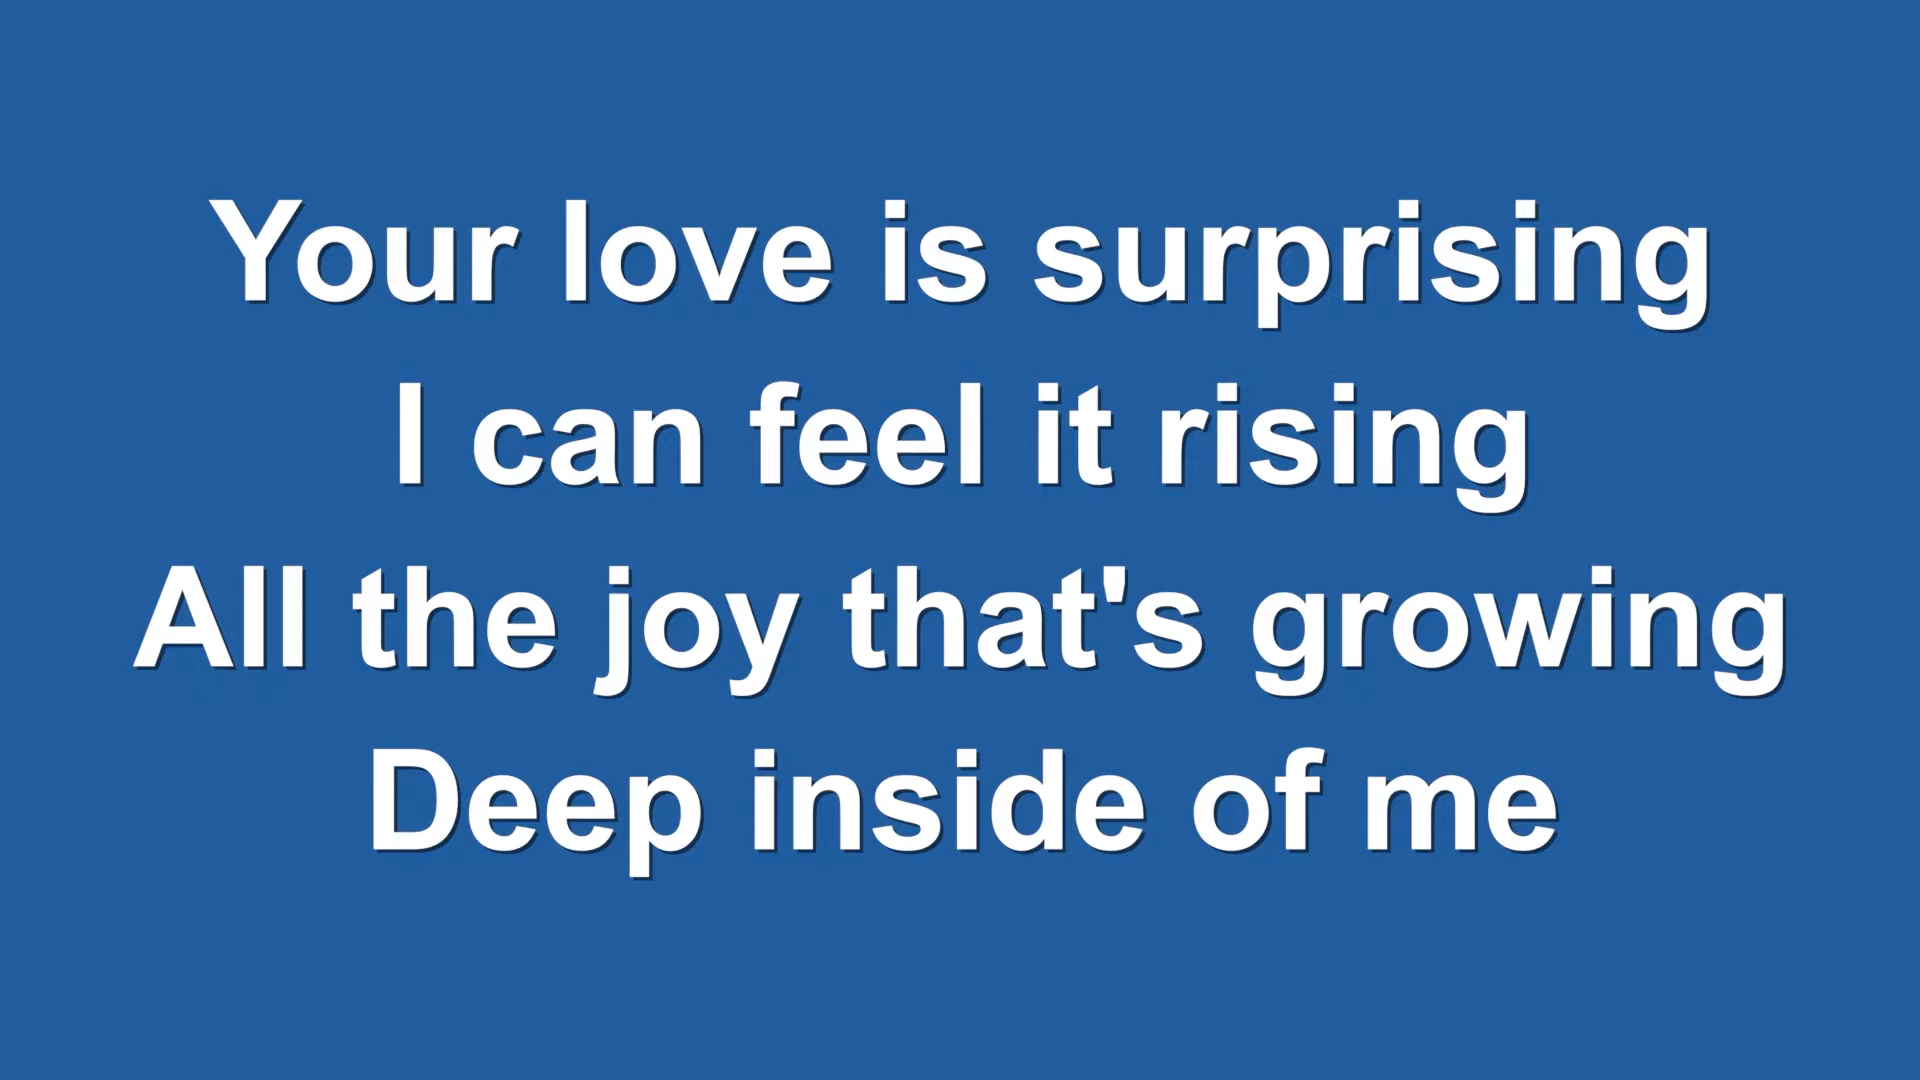 Your love is surprising
I can feel it rising
All the joy that's growing
Deep inside of me